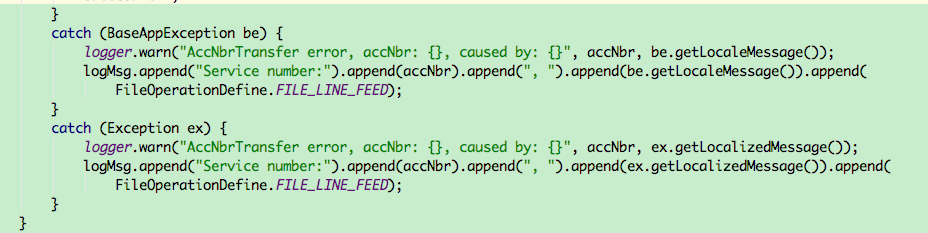 }
catch (BaseAppException be) {
logger.warn("AccNbrTransfer error, accNbr: {}, caused by: {}", accNbr, be.getLocaleMessage());
logMsg.append("Service number:").append(accNbr).append(", ").append(be.getLocaleMessage()).append(
FileOperationDefine.FILE_LINE_FEED);
}
catch (Exception ex) {
logger.warn("AccNbrTransfer error, accNbr: {}, caused by: {}", accNbr, ex.getLocalizedMessage());
logMsg.append("Service number:").append(accNbr).append(", ").append(ex.getLocalizedMessage()).append(
FileOperationDefine.FILE_LINE_FEED);
}
}